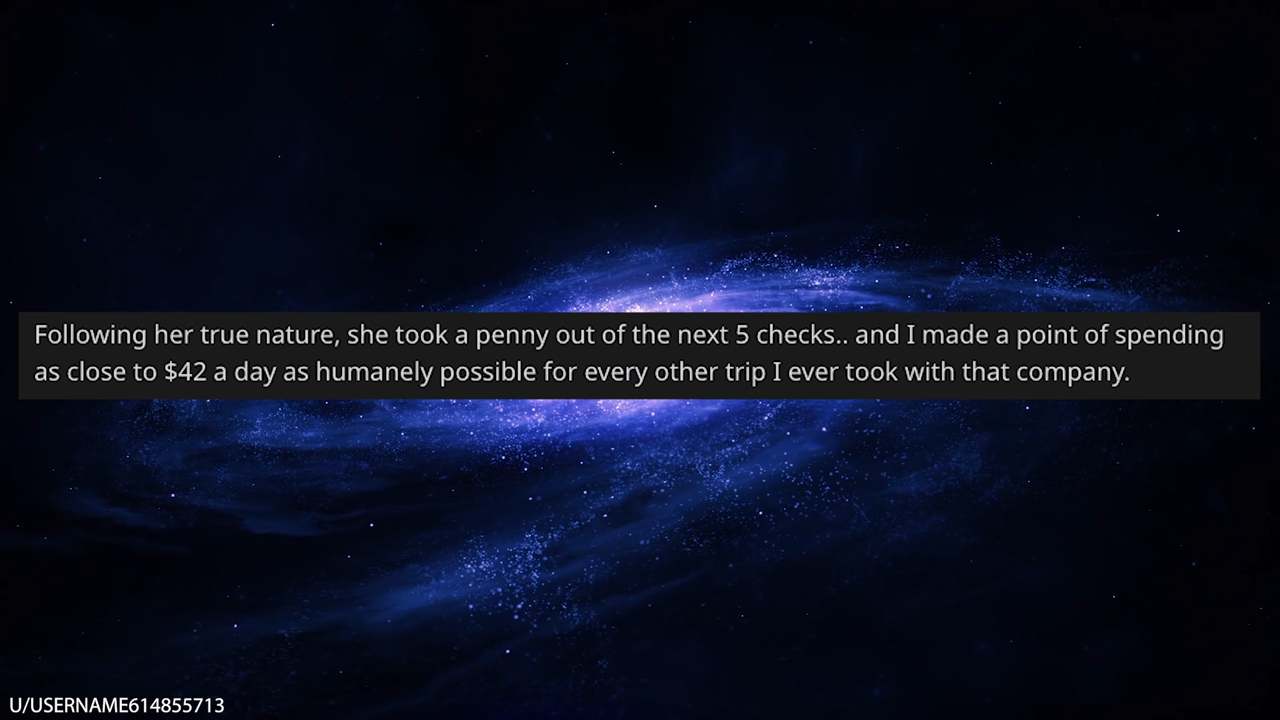 Following her true nature, she took a penny out of the next 5 checks.. and I made a point of spending
as close to $42 a day as humanely possible for every other trip I ever took with that company.
U/USERNAME614855713